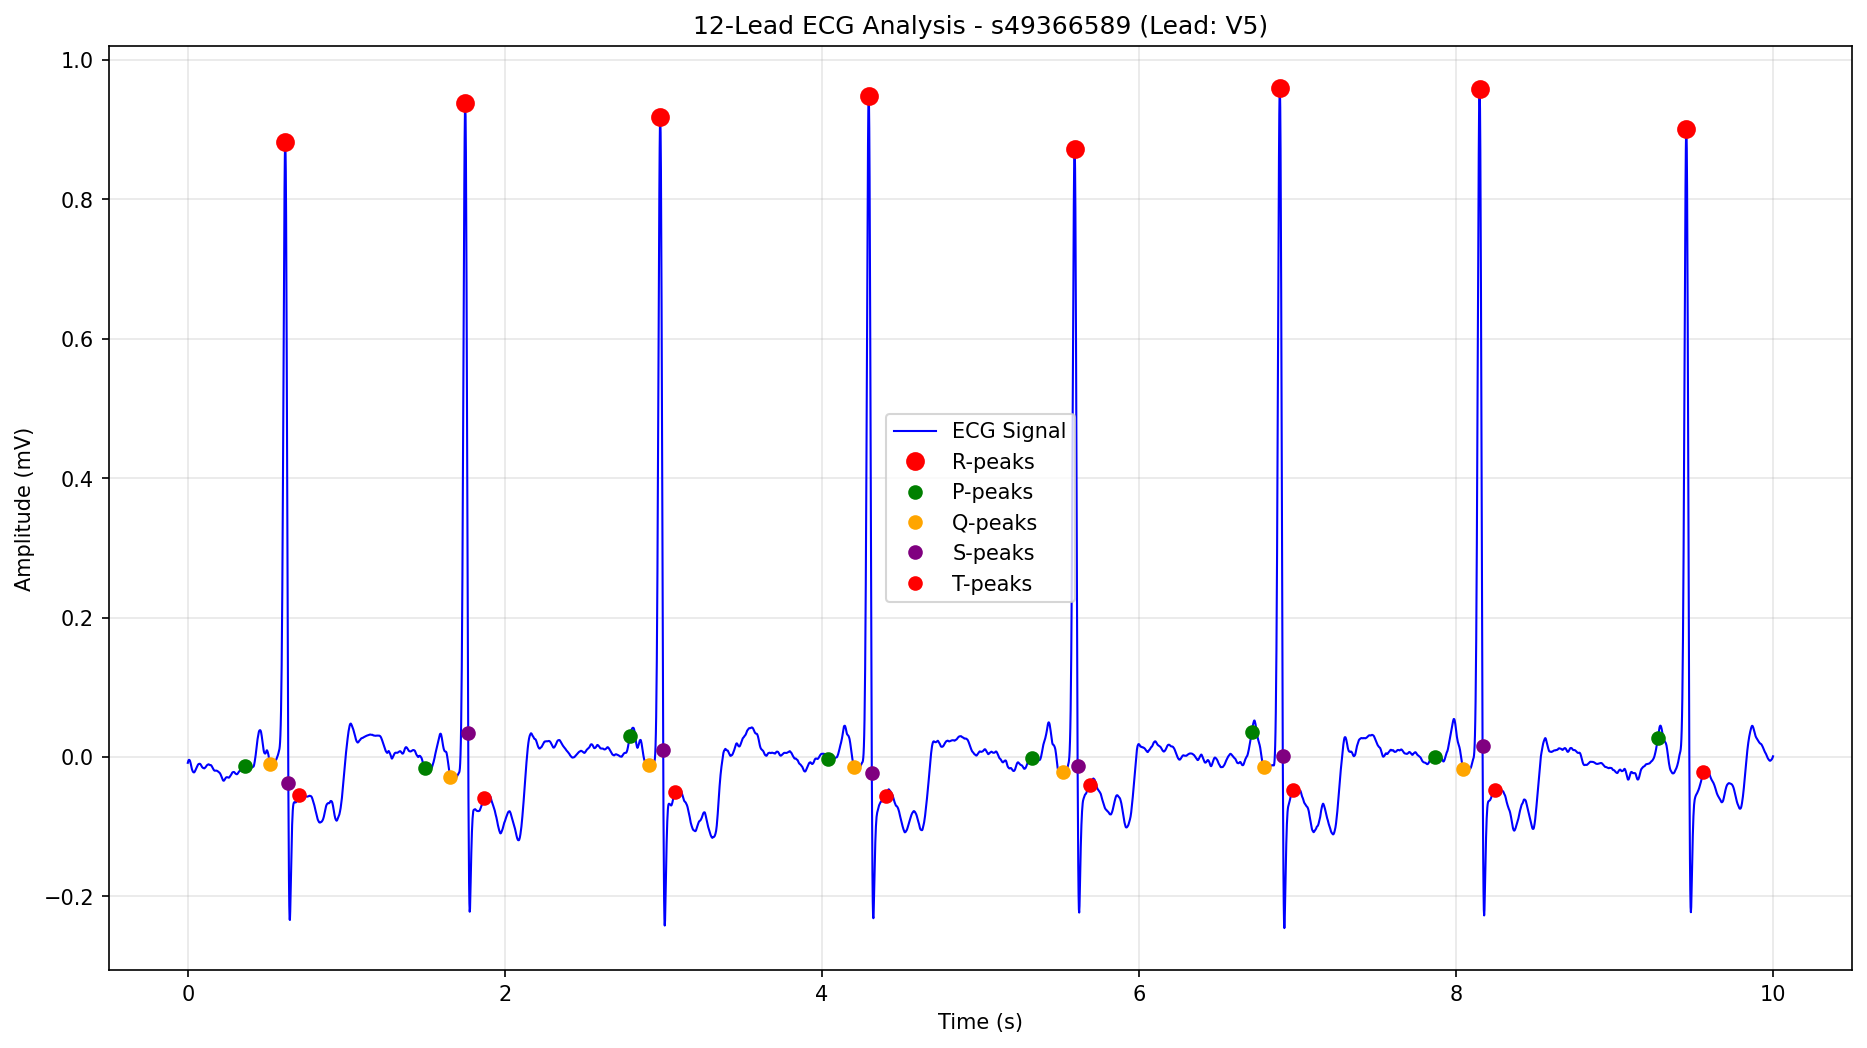 12-Lead ECG Analysis - s49366589 (Lead: V5)
Amplitude (mV)
1.0
0.8
0.6
0.4
0.2
0.0
−0.2
ECG Signal
R-peaks
P-peaks
Q-peaks
S-peaks
T-peaks
0 2 4 6 8 10
Time (s)